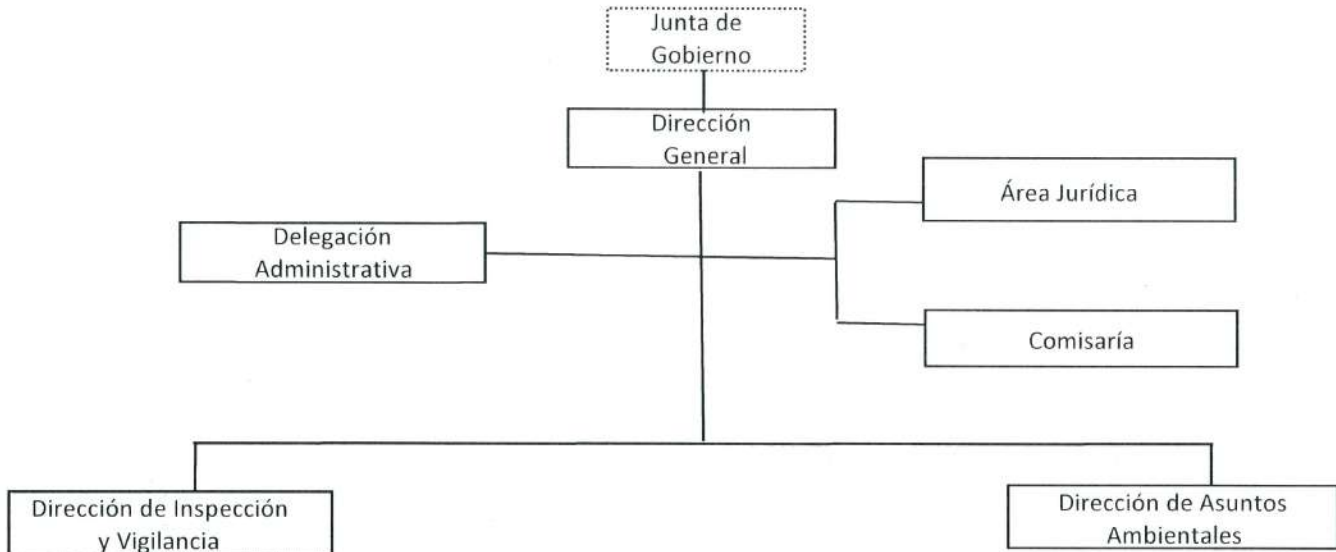 Junta de
Gobierno
Dirección
General
Área Jurídica
Delegación
Administrativa
Comisaría
Dirección de Inspección
y Vigilancia
Dirección de Asuntos
Ambientales